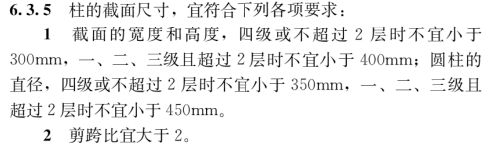 6.3.5 柱的截面尺寸，宜符合下列各项要求：
1 截面的宽度和高度，四级或不超过 2 层时不宜小于
300mm，一、二、三级且超过 2 层时不宜小于 400mm；圆柱的
直径，四级或不超过 2 层时不宜小于 350mm，一、二、三级且
超过 2 层时不宜小于 450mm。
2 剪跨比宜大于 2。